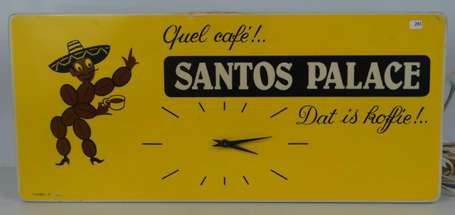 Quel café!..
SANTOS PALACE
Dat is koffie!..